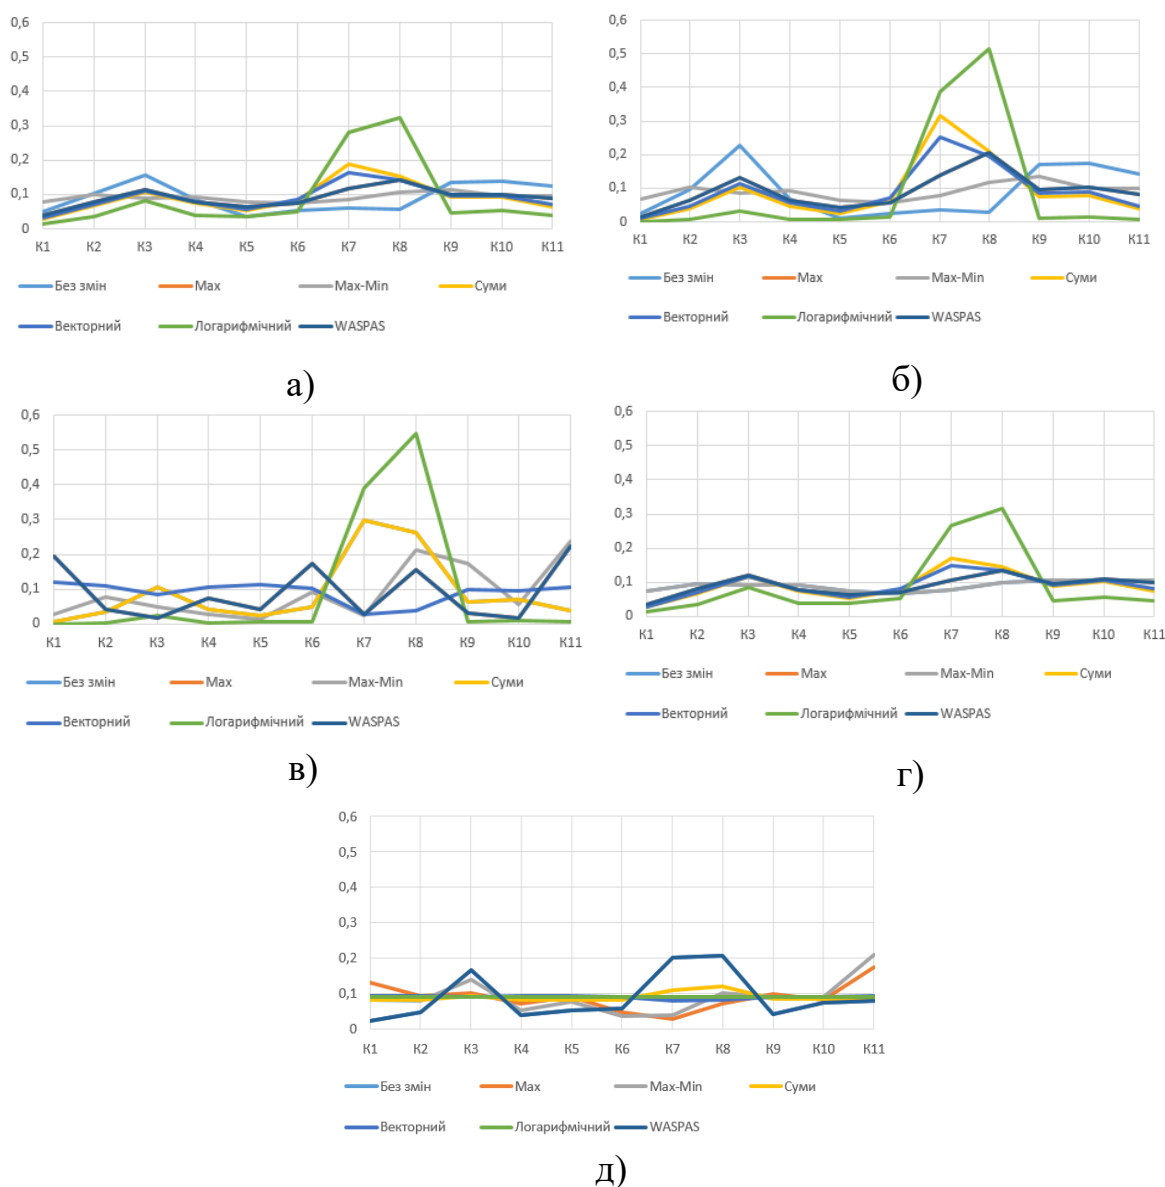 0,6
0,5
0,4
0,3
0,2
0,1
0
К1 К2 К3 К4 К5 К6 К7 К8 К9 К10 К11
Без змін Max Max-Min Суми
Векторний Логарифмічний WASPAS
а)
0,6
0,5
0,4
0,3
0,2
0,1
0
К1 К2 К3 К4 К5 К6 К7 К8 К9 К10 К11
Без змін Max Max-Min Суми
Векторний Логарифмічний WASPAS
б)
0,6
0,5
0,4
0,3
0,2
0,1
0
К1 К2 К3 К4 К5 К6 К7 К8 К9 К10 К11
Без змін Max Max-Min Суми
Векторний Логарифмічний WASPAS
в)
0,6
0,5
0,4
0,3
0,2
0,1
0
К1 К2 К3 К4 К5 К6 К7 К8 К9 К10 К11
Без змін Max Max-Min Суми
Векторний Логарифмічний WASPAS
г)
0,6
0,5
0,4
0,3
0,2
0,1
0
К1 К2 К3 К4 К5 К6 К7 К8 К9 К10 К11
Без змін Max Max-Min Суми
Векторний Логарифмічний WASPAS
д)